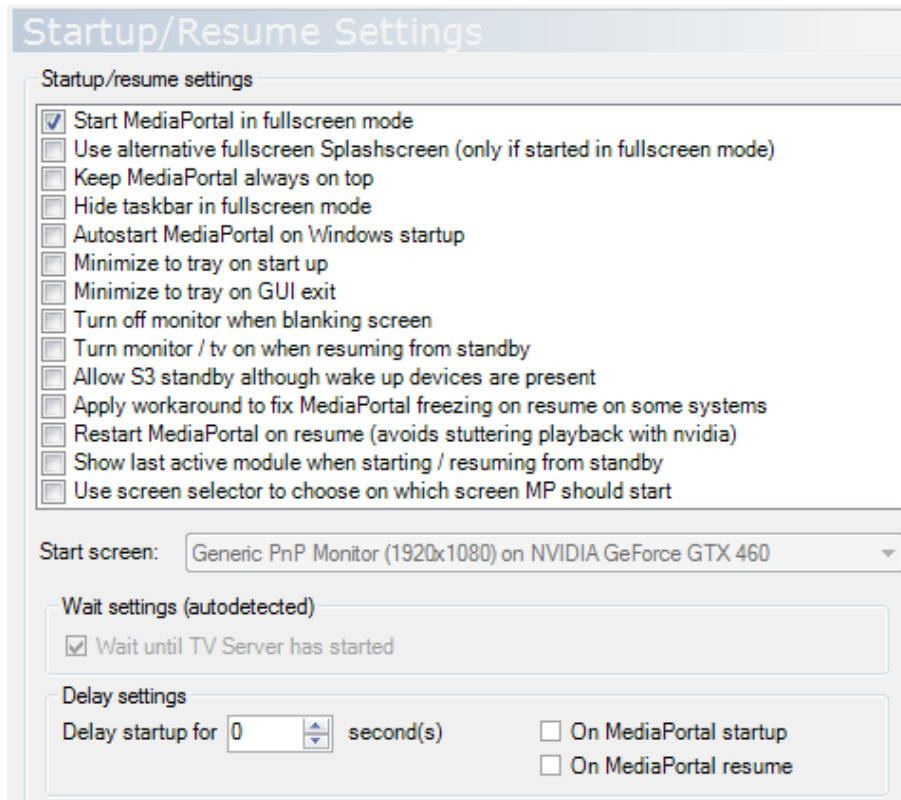 Startup/Resume Settings
Startup/resume settings
Start MediaPortal in fullscreen mode
Use alternative fullscreen Splashscreen (only if started in fullscreen mode)
Keep MediaPortal always on top
Hide taskbar in fullscreen mode
Autostart MediaPortal on Windows startup
Minimize to tray on start up
Minimize to tray on GUI exit
Turn off monitor when blanking screen
Turn monitor / tv on when resuming from standby
Allow S3 standby although wake up devices are present
Apply workaround to fix MediaPortal freezing on resume on some systems
Restart MediaPortal on resume (avoids stuttering playback with nvidia)
Show last active module when starting / resuming from standby
Use screen selector to choose on which screen MP should start
Start screen: Generic PnP Monitor (1920x1080) on NVIDIA GeForce GTX 460
Wait settings (autodetected)
Wait until TV Server has started
Delay settings
Delay startup for 0 second(s) On MediaPortal startup
On MediaPortal resume